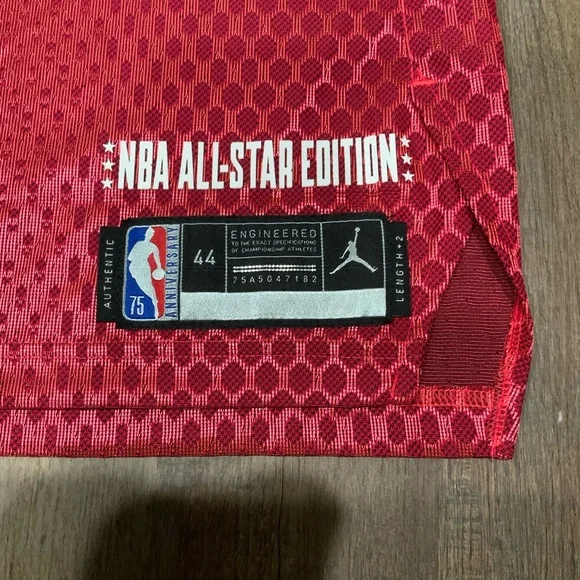 NBA ALL-STAR EDITION
AUTHENTIC
75
ANNIVERSARY
44
ENGINEERED
TO THE EXACT SPECIFICATIONS
OF CHAMPIONSHIP ATHLETES
75A5047182
LENGTH +2